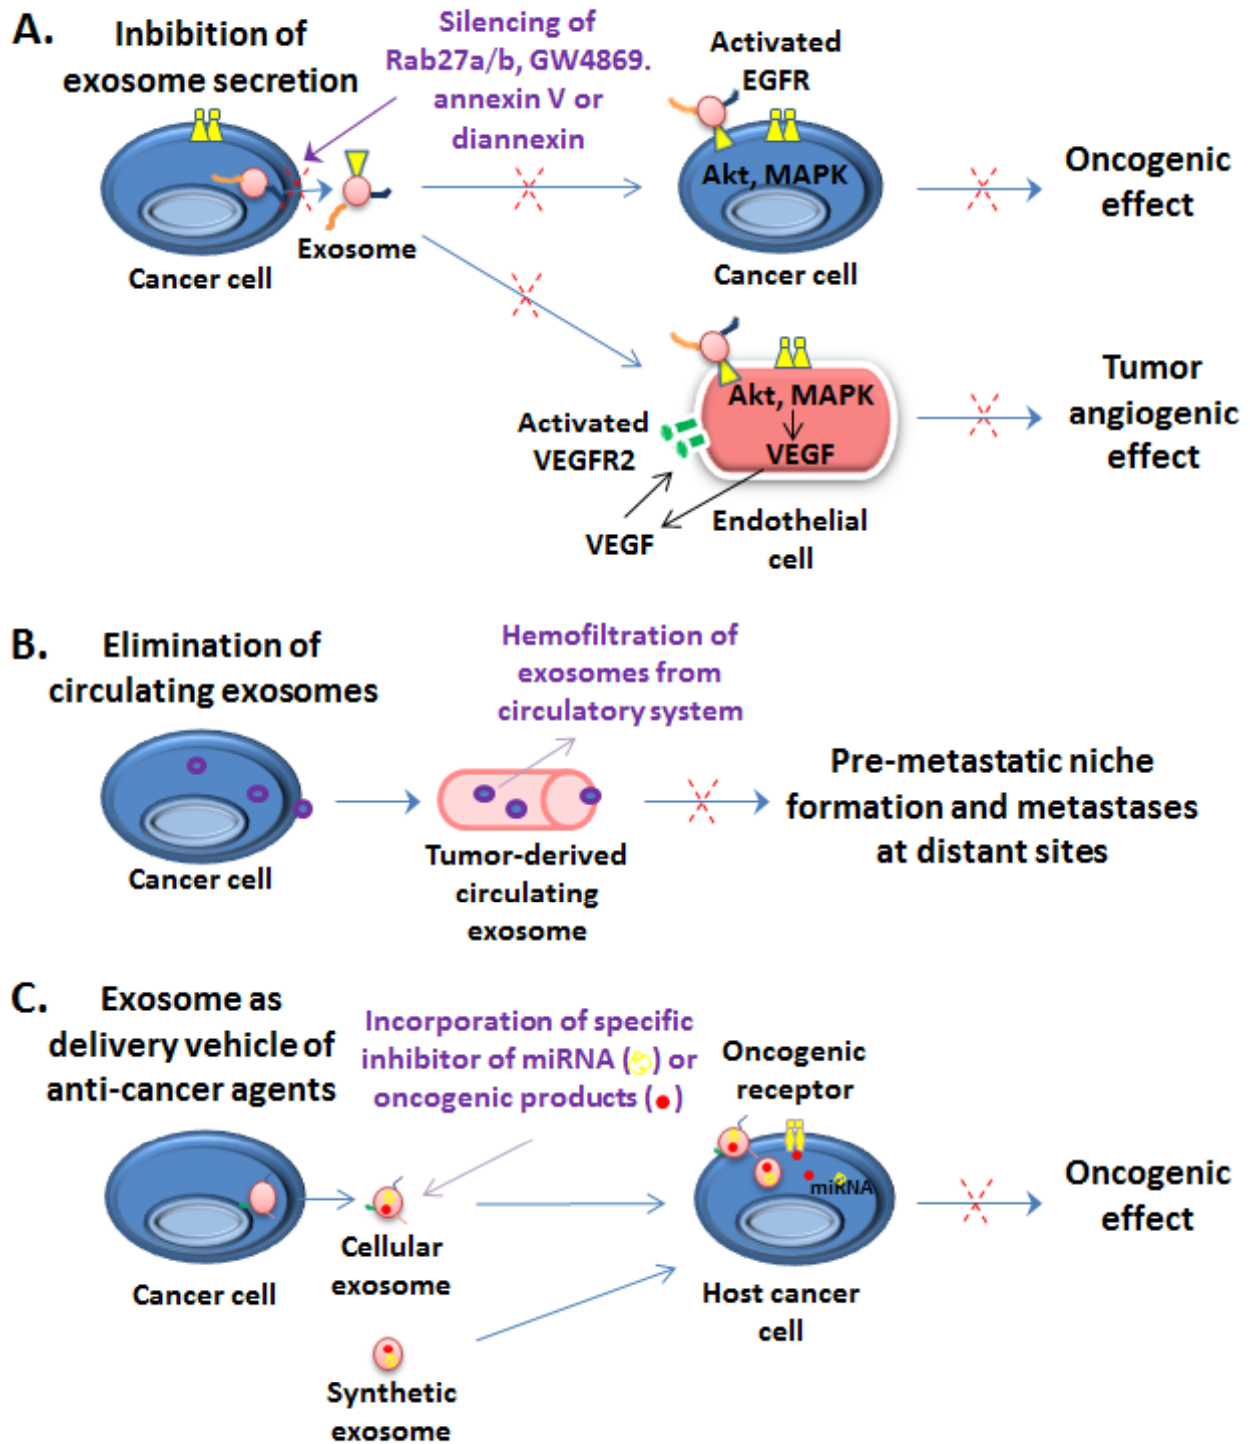 A.
Inbibition of
exosome secretion
Silencing of
Rab27a/b, GW4869.
annexin V or
diannexin
Activated
EGFR
Akt, MAPK
Oncogenic
effect
Exosome
Cancer cell
Cancer cell
Akt, MAPK
VEGF
Activated
VEGFR2
VEGF
Endothelial
cell
Tumor
angiogenic
effect
B.
Elimination of
circulating exosomes
Hemofiltration of
exosomes from
circulatory system
Cancer cell
Tumor-derived
circulating
exosome
Pre-metastatic niche
formation and metastases
at distant sites
C.
Exosome as
delivery vehicle of
anti-cancer agents
Incorporation of specific
inhibitor of miRNA ( ) or
oncogenic products ( )
Oncogenic
receptor
miRNA
Oncogenic
effect
Cancer cell
Cellular
exosome
Host cancer
cell
Synthetic
exosome